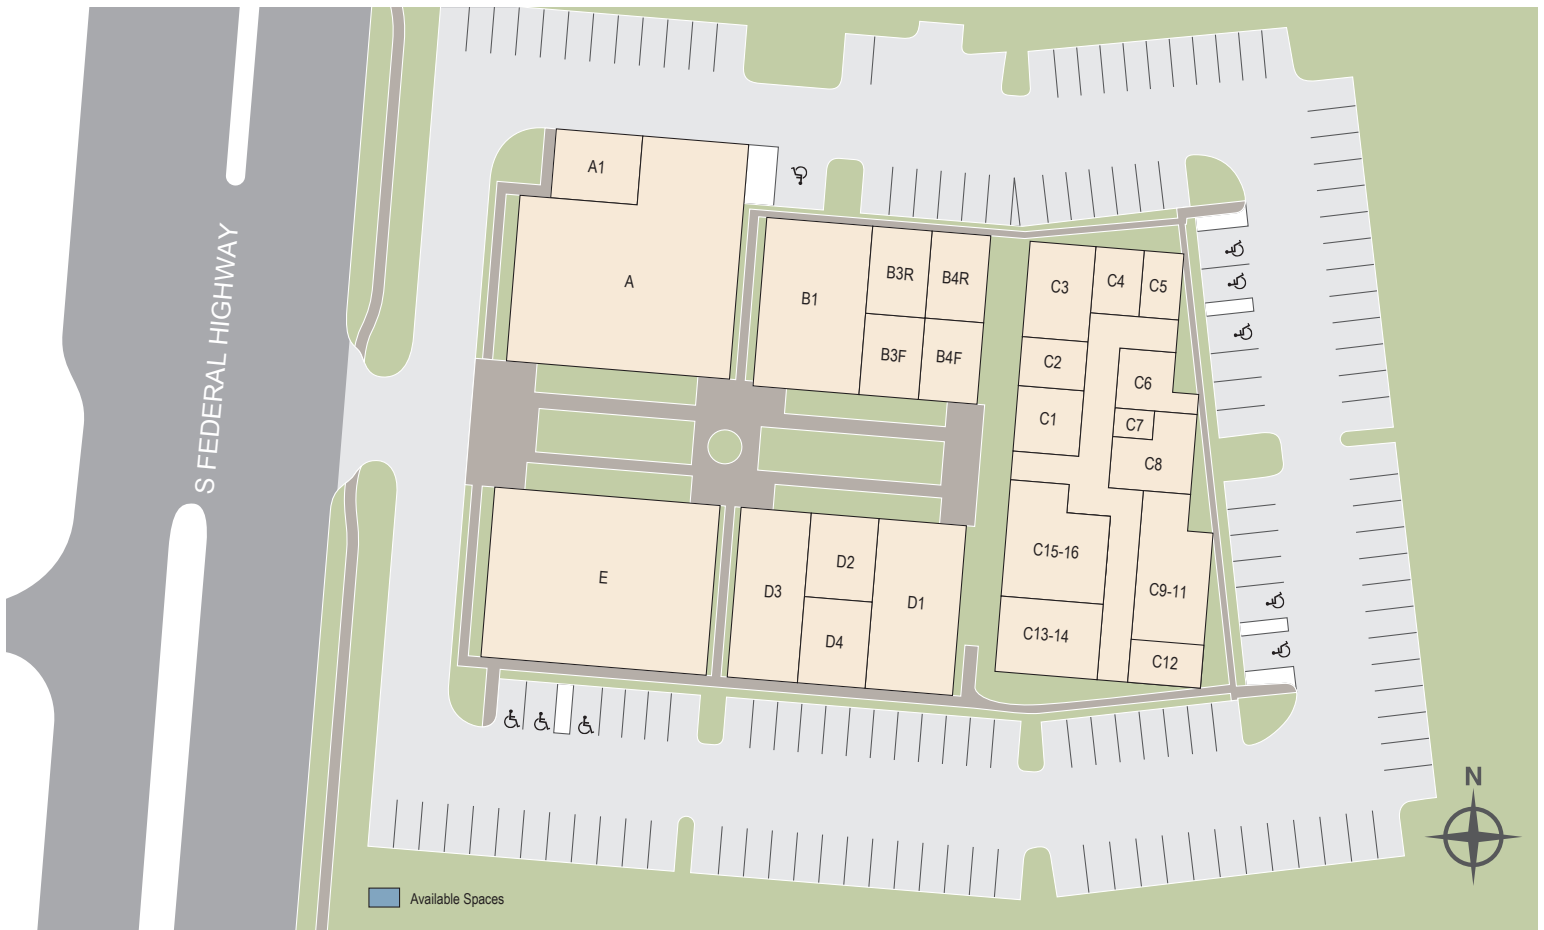 A1
A
B1
B3R
B4R
B3F
B4F
C3
C4
C5
C2
C6
C1
C7
C8
C15-16
C9-11
C13-14
C12
E
D3
D2
D1
D4
S FEDERAL HIGHWAY
N
Available Spaces